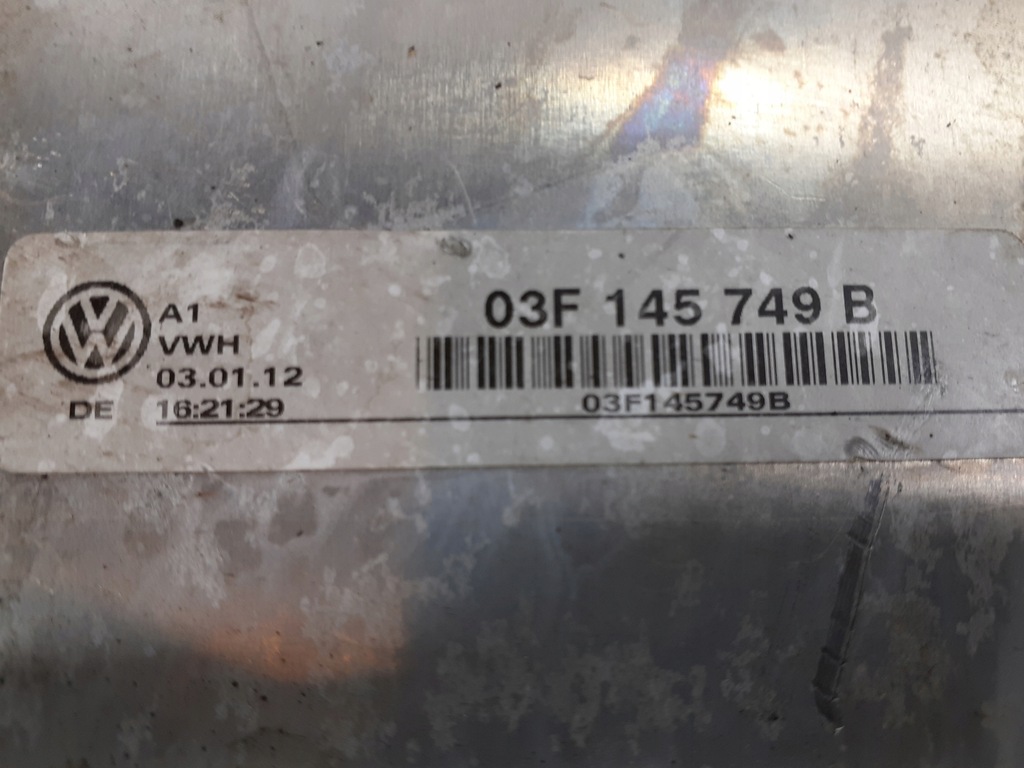 A1
VWH
03.01.12
DE 16:21:29
03F 145 749 B
03F145749B